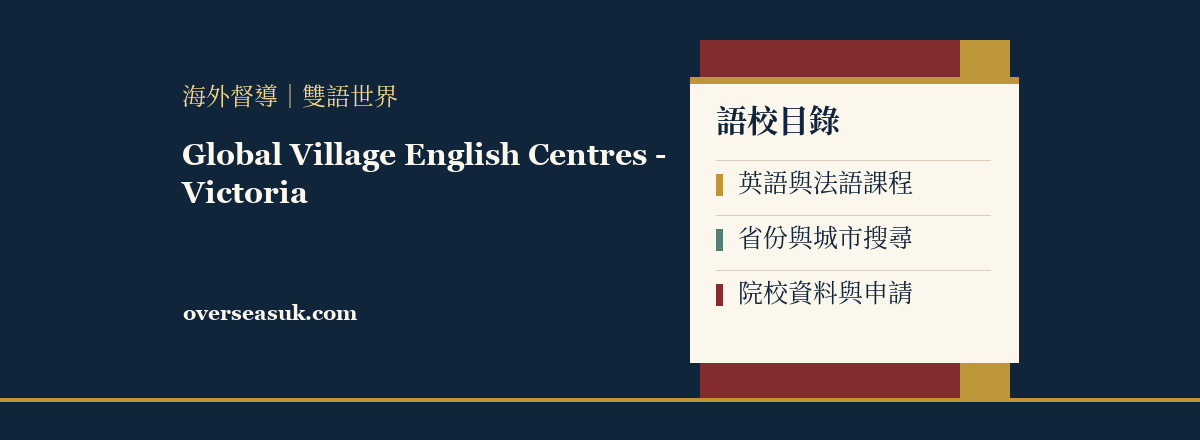 海外督導｜雙語世界
Global Village English Centres -
Victoria
overseasuk.com
語校目錄
英語與法語課程
省份與城市搜尋
院校資料與申請